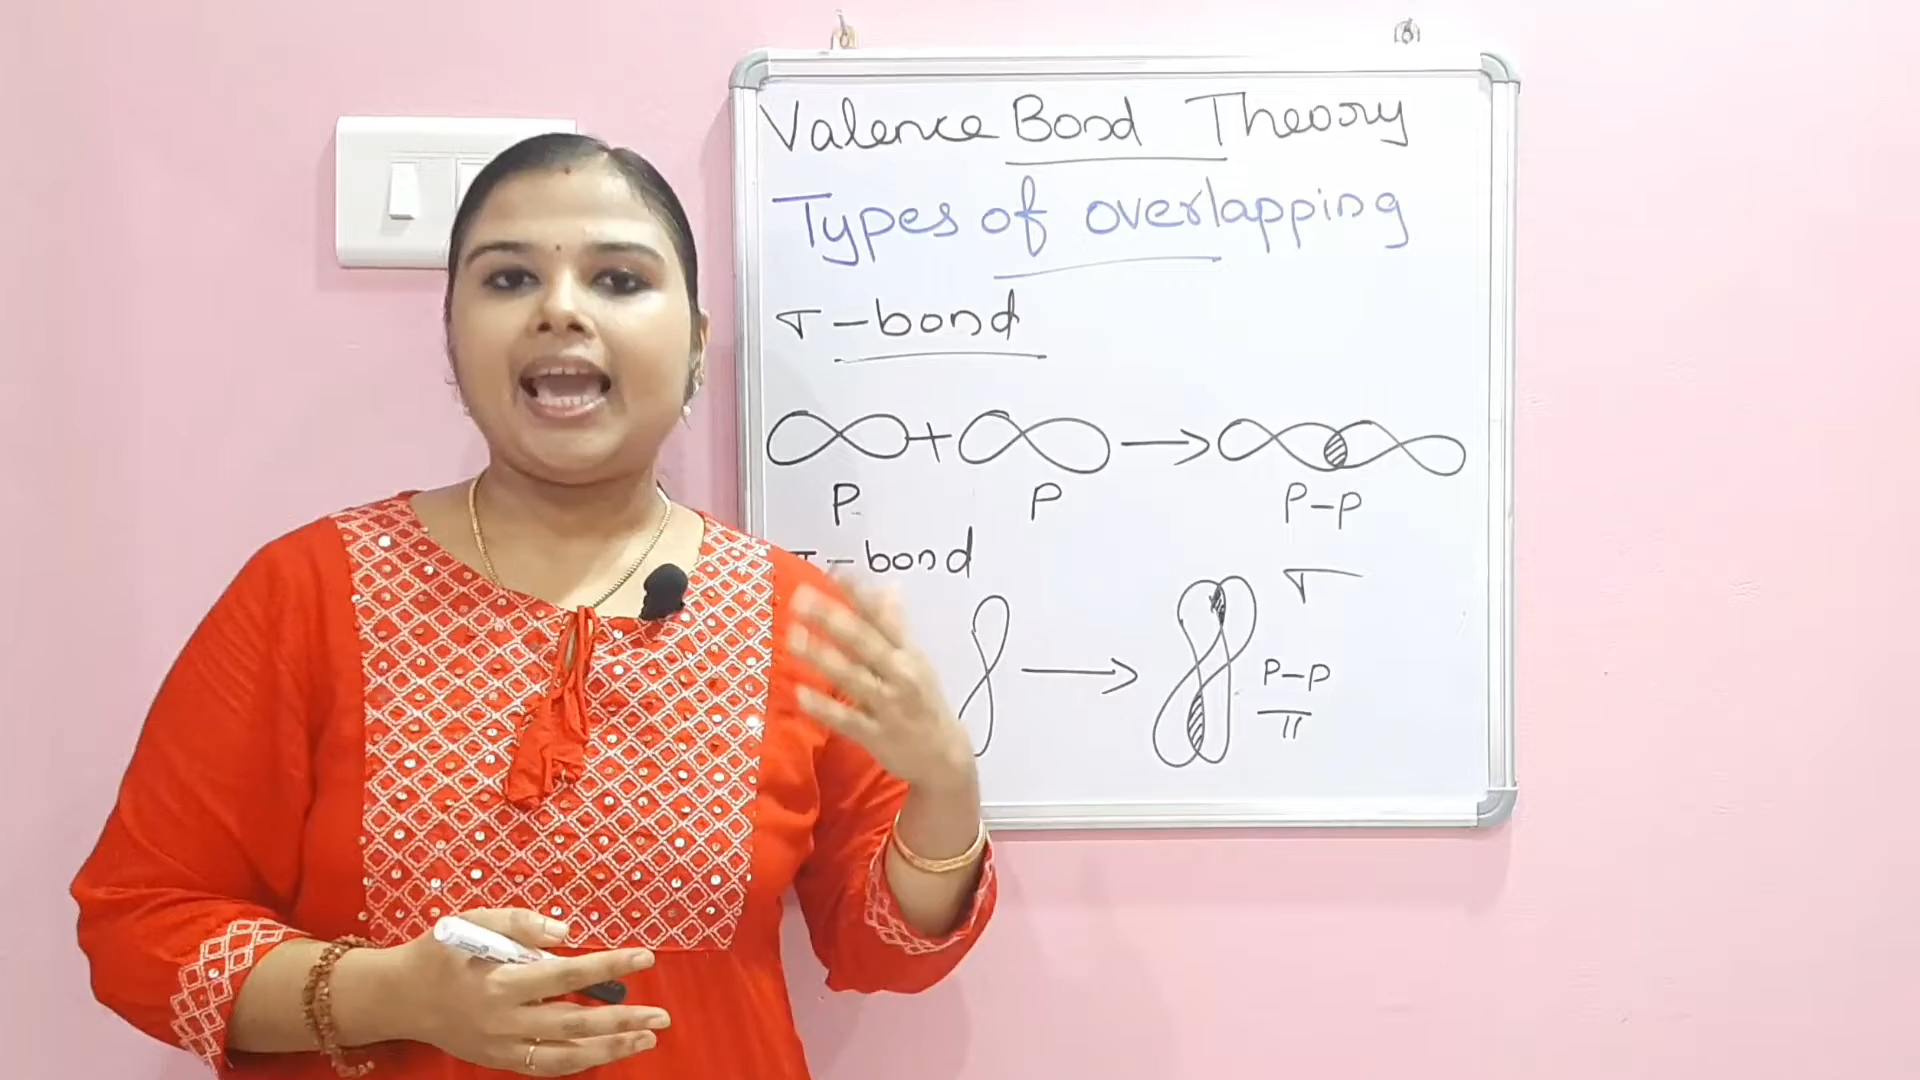 Valence Bond Theory
Types of overlapping
σ-bond
P + P → P-P
-bond
P-P
π